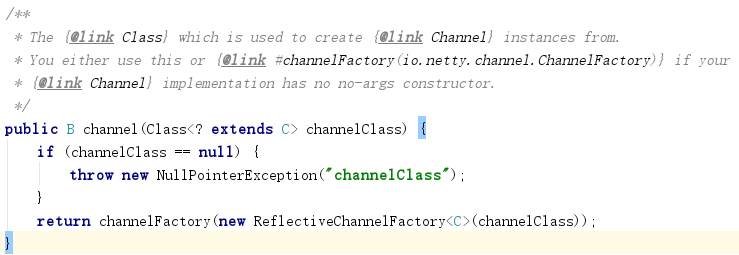 /**
 * The {@link Class} which is used to create {@link Channel} instances from.
 * You either use this or {@link #channelFactory(io.netty.channel.ChannelFactory)} if your
 * {@link Channel} implementation has no no-args constructor.
 */
public B channel(Class<? extends C> channelClass) {
    if (channelClass == null) {
        throw new NullPointerException("channelClass");
    }
    return channelFactory(new ReflectiveChannelFactory<C>(channelClass));
}